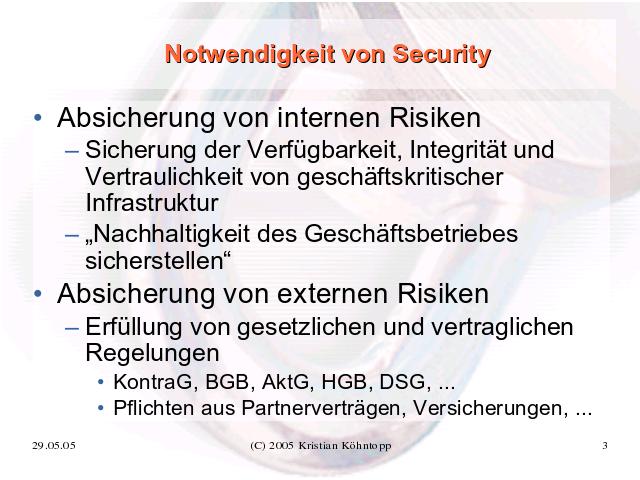 Notwendigkeit von Security
• Absicherung von internen Risiken
– Sicherung der Verfügbarkeit, Integrität und
Vertraulichkeit von geschäftskritischer
Infrastruktur
– „Nachhaltigkeit des Geschäftsbetriebes
sicherstellen“
• Absicherung von externen Risiken
– Erfüllung von gesetzlichen und vertraglichen
Regelungen
• KontraG, BGB, AktG, HGB, DSG, ...
• Pflichten aus Partnerverträgen, Versicherungen, ...
29.05.05 (C) 2005 Kristian Köhntopp 3